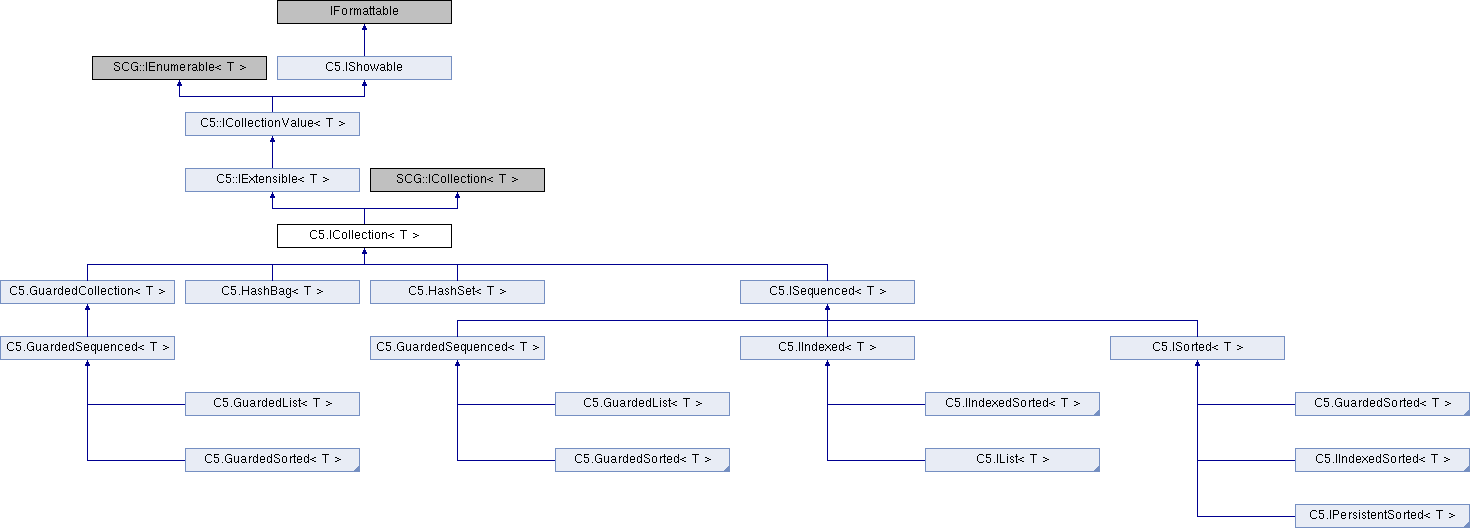 IFormattable
SCG::IEnumerable< T >
C5.IShowable
C5::ICollectionValue< T >
C5::IExtensible< T >
SCG::ICollection< T >
C5.ICollection< T >
C5.GuardedCollection< T >
C5.HashBag< T >
C5.HashSet< T >
C5.ISequenced< T >
C5.GuardedSequenced< T >
C5.GuardedSequenced< T >
C5.IIndexed< T >
C5.ISorted< T >
C5.GuardedList< T >
C5.GuardedList< T >
C5.IIndexedSorted< T >
C5.GuardedSorted< T >
C5.GuardedSorted< T >
C5.GuardedSorted< T >
C5.IList< T >
C5.IIndexedSorted< T >
C5.IPersistentSorted< T >